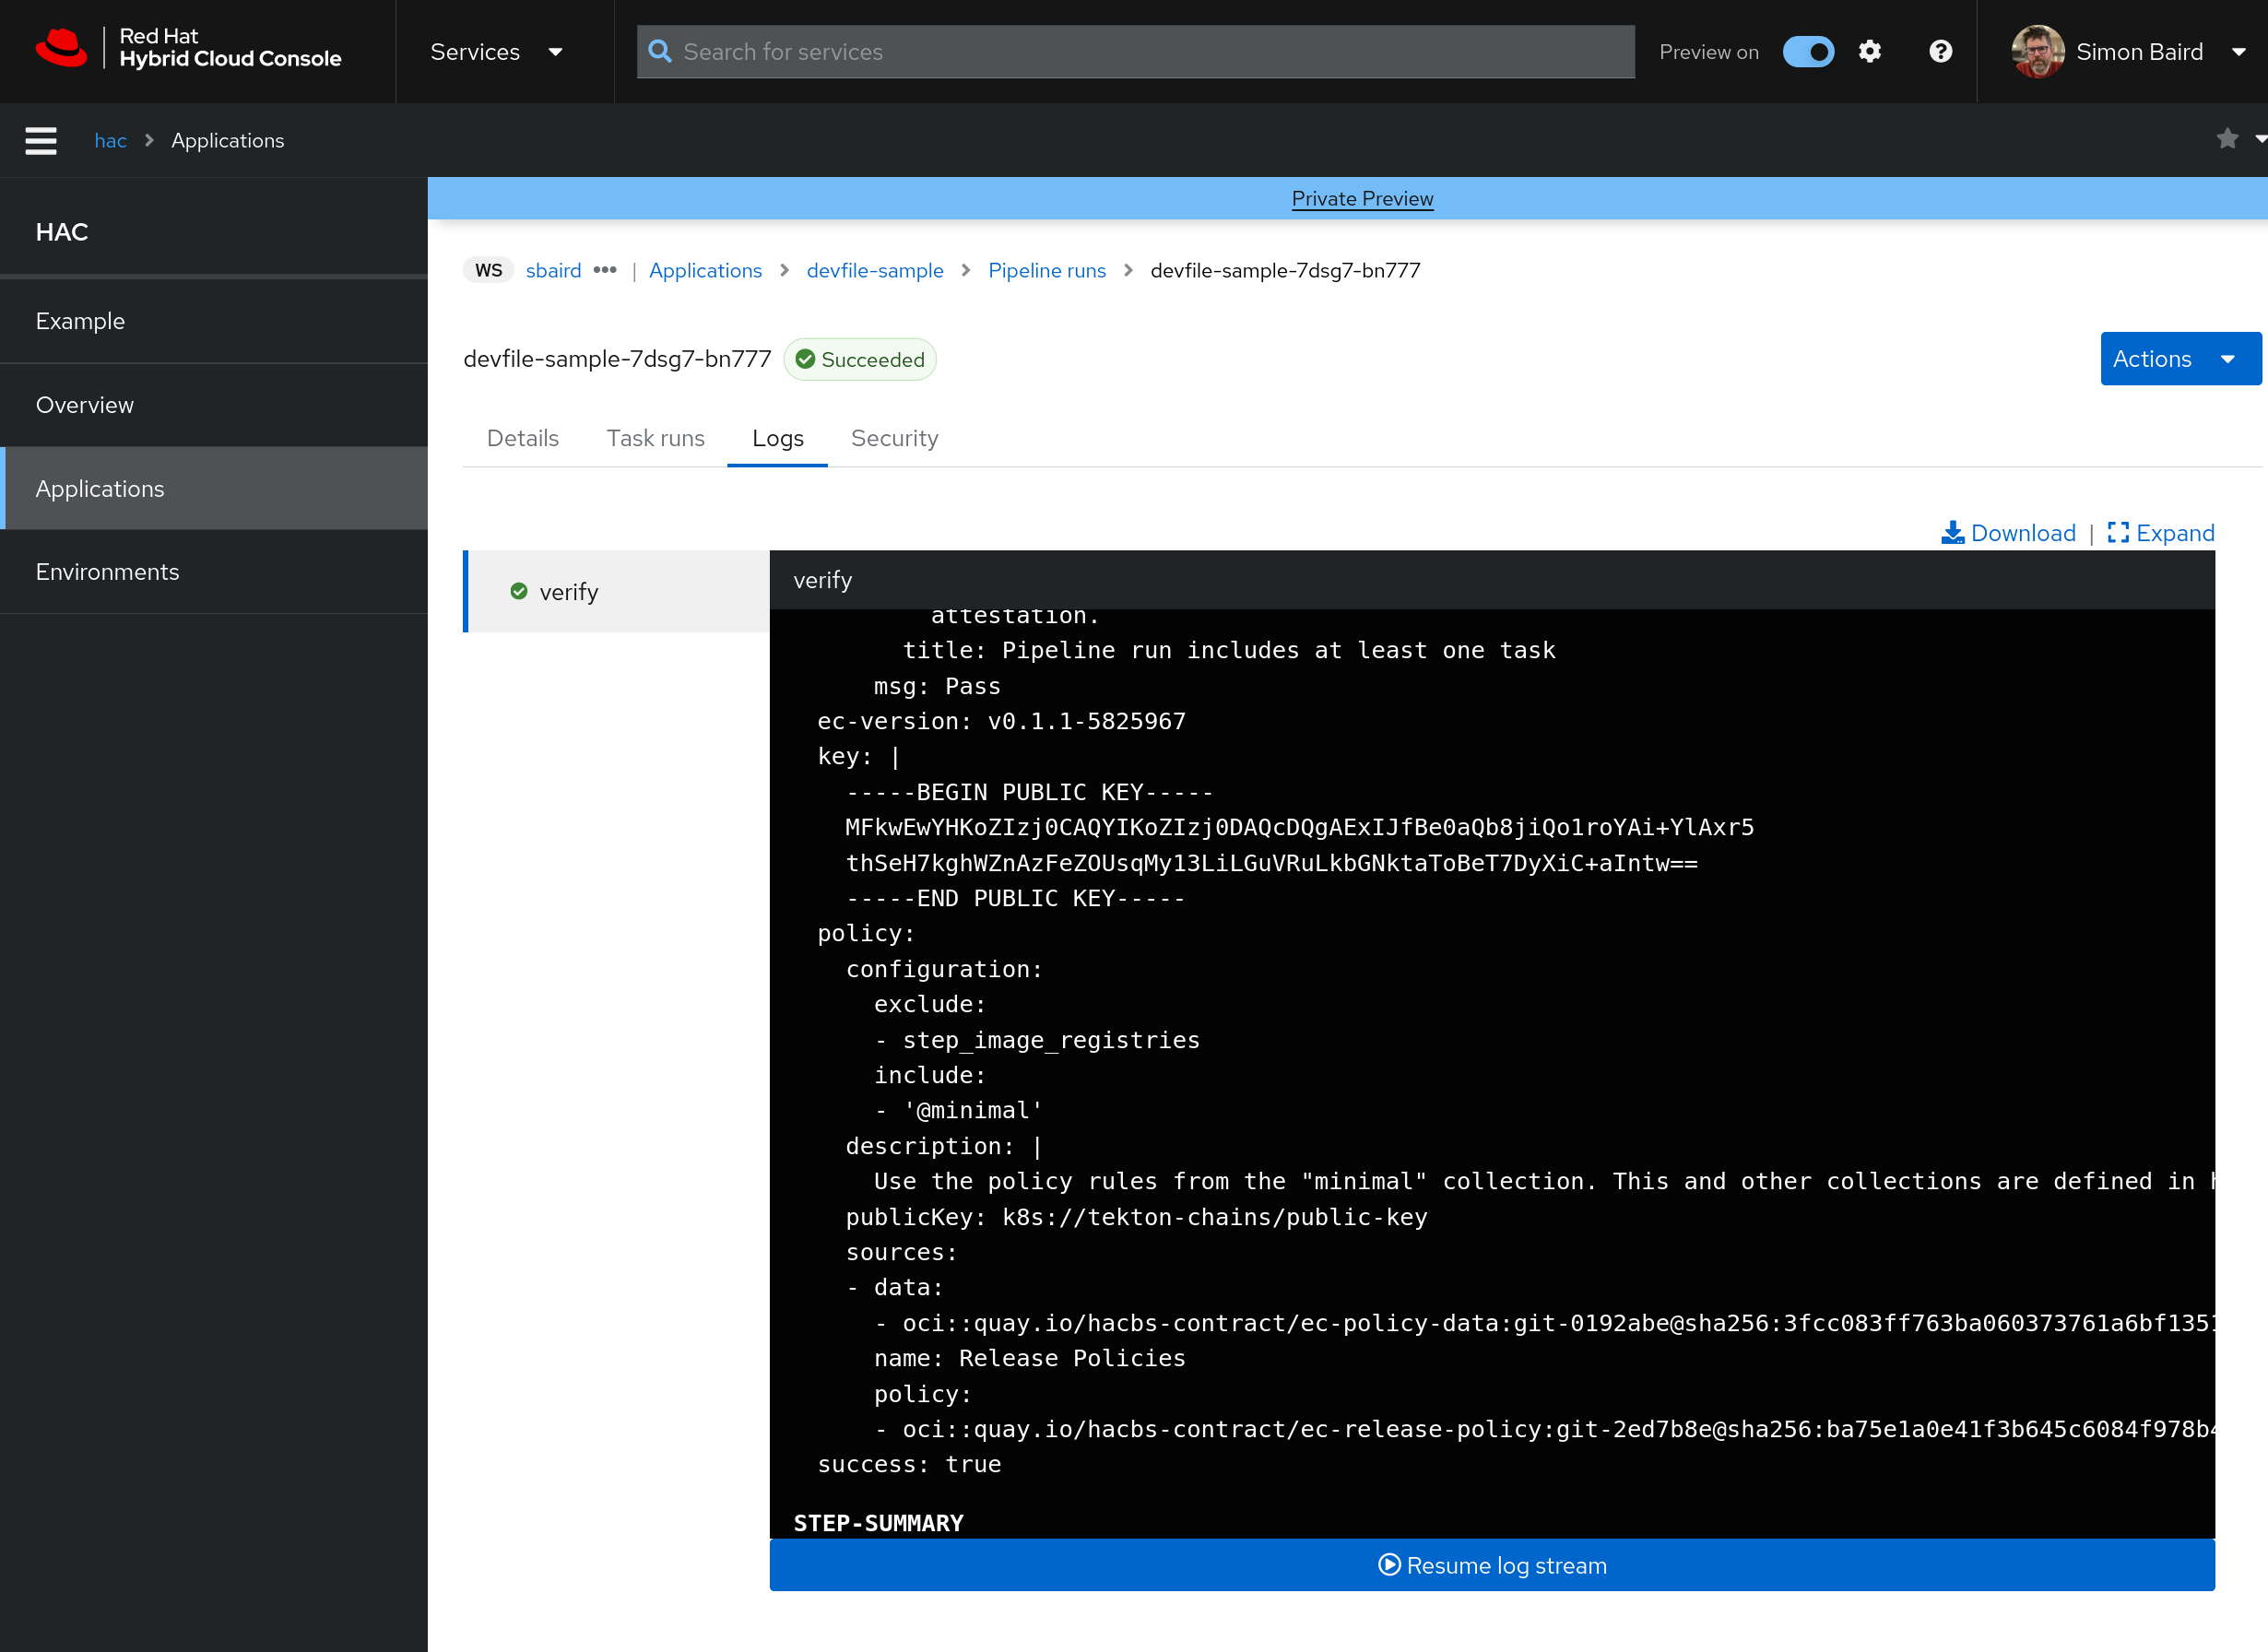 Red Hat
Hybrid Cloud Console
Services
Search for services
Preview on
Simon Baird
hac
Applications
Private Preview
HAC
Example
Overview
Applications
Environments
WS sbaird ••• | Applications > devfile-sample > Pipeline runs > devfile-sample-7dsg7-bn777
devfile-sample-7dsg7-bn777 Succeeded
Actions
Details Task runs Logs Security
Download | Expand
verify
verify
attestation.
title: Pipeline run includes at least one task
msg: Pass
ec-version: v0.1.1-5825967
key: |
-----BEGIN PUBLIC KEY-----
MFkwEwYHKoZIzj0CAQYIKoZIzj0DAQcDQgAExIJfBe0aQb8jiQo1roYAi+YlAxr5
thSeH7kghWZnAzFeZOUsqMy13LiLGuVRuLkbGNktaToBeT7DyXiC+aIntw==
-----END PUBLIC KEY-----
policy:
configuration:
exclude:
- step_image_registries
include:
- '@minimal'
description: |
Use the policy rules from the "minimal" collection. This and other collections are defined in
publicKey: k8s://tekton-chains/public-key
sources:
- data:
- oci::quay.io/hacbs-contract/ec-policy-data:git-0192abe@sha256:3fcc083ff763ba060373761a6bf1351
name: Release Policies
policy:
- oci::quay.io/hacbs-contract/ec-release-policy:git-2ed7b8e@sha256:ba75e1a0e41f3b645c6084f978b4
success: true
STEP-SUMMARY
Resume log stream